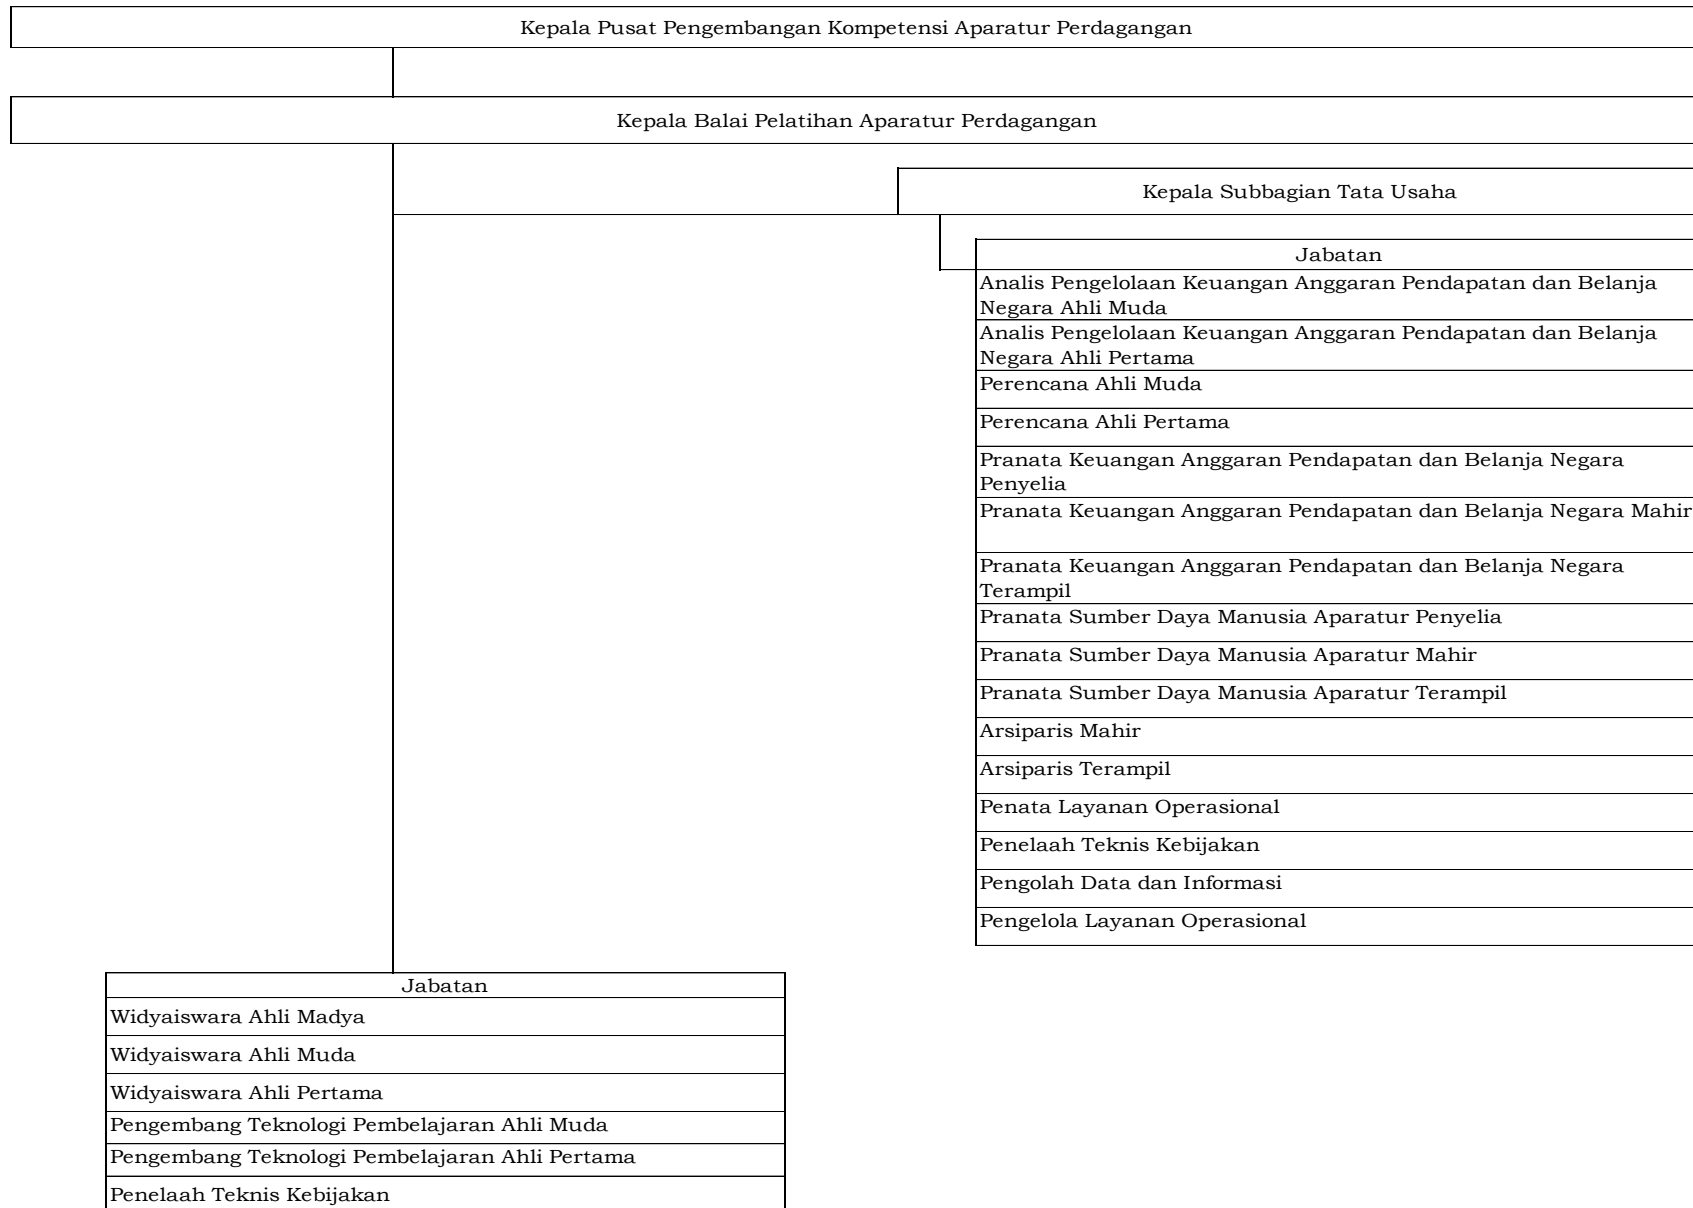 Kepala Pusat Pengembangan Kompetensi Aparatur Perdagangan
Kepala Balai Pelatihan Aparatur Perdagangan
Kepala Subbagian Tata Usaha
Jabatan
Analis Pengelolaan Keuangan Anggaran Pendapatan dan Belanja
Negara Ahli Muda
Analis Pengelolaan Keuangan Anggaran Pendapatan dan Belanja
Negara Ahli Pertama
Perencana Ahli Muda
Perencana Ahli Pertama
Pranata Keuangan Anggaran Pendapatan dan Belanja Negara
Penyelia
Pranata Keuangan Anggaran Pendapatan dan Belanja Negara Mahir
Pranata Keuangan Anggaran Pendapatan dan Belanja Negara
Terampil
Pranata Sumber Daya Manusia Aparatur Penyelia
Pranata Sumber Daya Manusia Aparatur Mahir
Pranata Sumber Daya Manusia Aparatur Terampil
Arsiparis Mahir
Arsiparis Terampil
Penata Layanan Operasional
Penelaah Teknis Kebijakan
Pengolah Data dan Informasi
Pengelola Layanan Operasional
Jabatan
Widyaiswara Ahli Madya
Widyaiswara Ahli Muda
Widyaiswara Ahli Pertama
Pengembang Teknologi Pembelajaran Ahli Muda
Pengembang Teknologi Pembelajaran Ahli Pertama
Penelaah Teknis Kebijakan